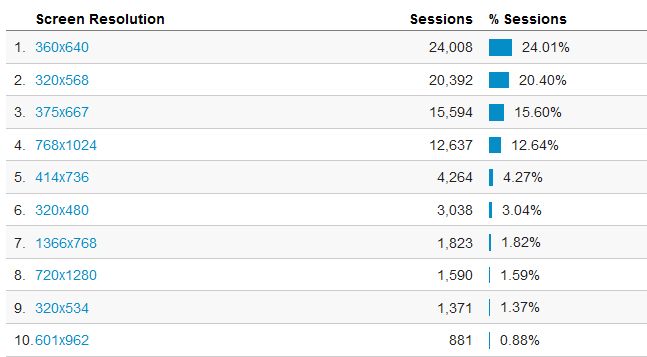 Screen Resolution Sessions % Sessions
1. 360x640 24,008 24.01%
2. 320x568 20,392 20.40%
3. 375x667 15,594 15.60%
4. 768x1024 12,637 12.64%
5. 414x736 4,264 4.27%
6. 320x480 3,038 3.04%
7. 1366x768 1,823 1.82%
8. 720x1280 1,590 1.59%
9. 320x534 1,371 1.37%
10. 601x962 881 0.88%